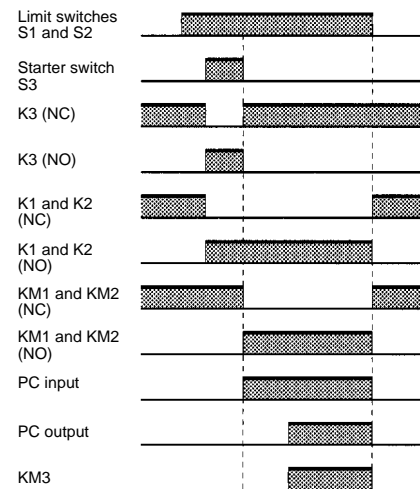 Limit switches
S1 and S2
Starter switch
S3
K3 (NC)
K3 (NO)
K1 and K2
(NC)
K1 and K2
(NO)
KM1 and KM2
(NC)
KM1 and KM2
(NO)
PC input
PC output
KM3